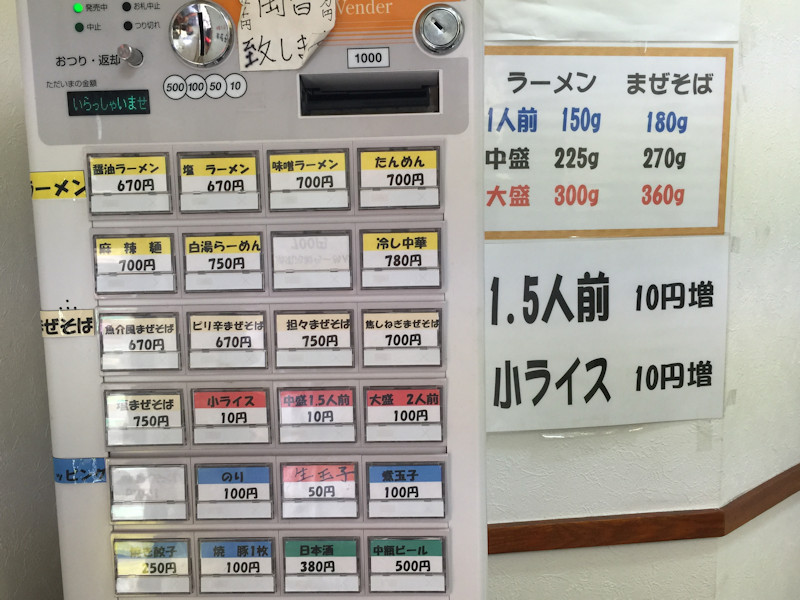 発売中
お札中止
中止
つり切れ
Vender
致しま
おつり・返却
1000
ただいまの金額
いらっしゃいませ
500 100 50 10
ラーメン
醤油ラーメン 塩 ラーメン 味噌ラーメン たんめん
670円 670円 700円 700円
麻 辣 麺 白湯らーめん 冷し中華
700円 750円 700円 780円
まぜそば
魚介風まぜそば ピリ辛まぜそば 担々まぜそば 焦しねぎまぜそば
670円 670円 750円 700円
塩まぜそば 小ライス 中盛1.5人前 大盛 2人前
750円 10円 10円 100円
ッピング
のり 生玉子 煮玉子
100円 50円 100円
焼き餃子 焼 豚1枚 日本酒 中瓶ビール
250円 100円 380円 500円
ラーメン まぜそば
1人前 150g 180g
中盛 225g 270g
大盛 300g 360g
1.5人前 10円増
小ライス 10円増